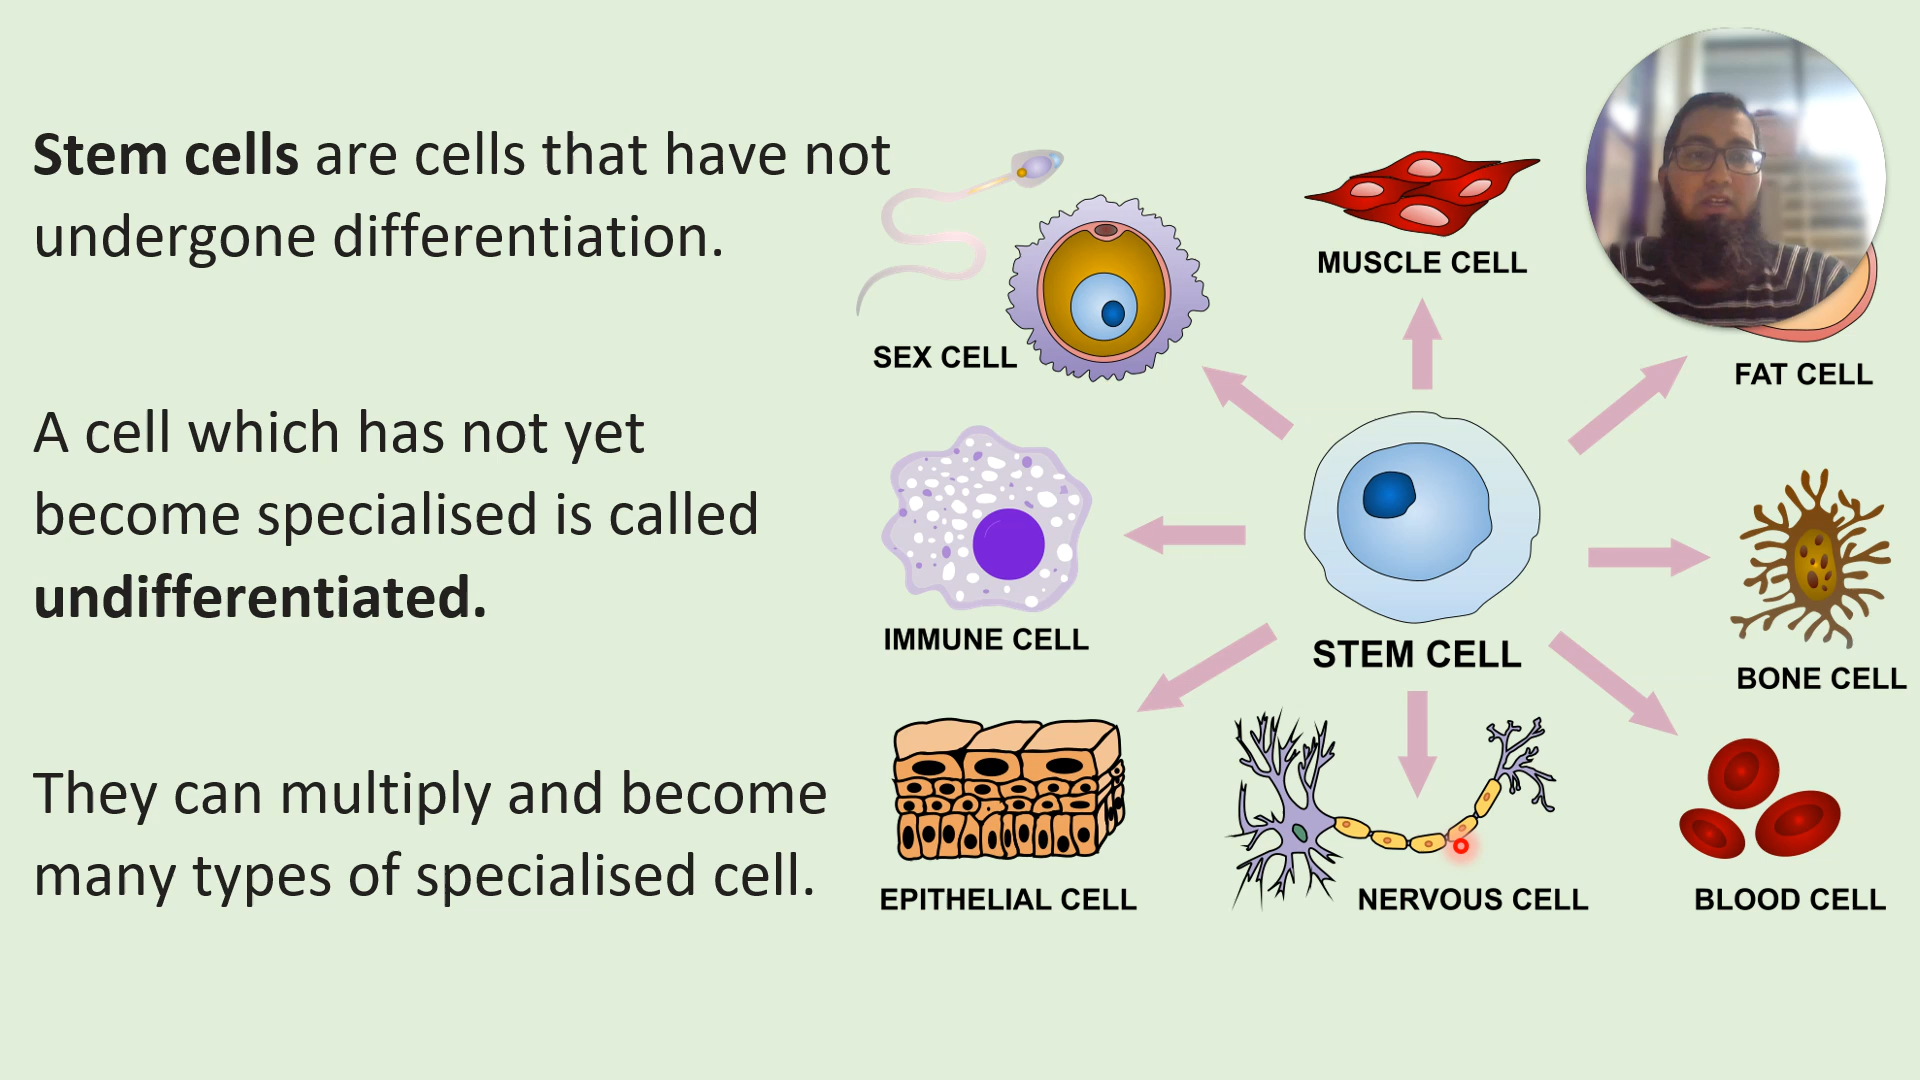 Stem cells are cells that have not
undergone differentiation.
A cell which has not yet
become specialised is called
undifferentiated.
They can multiply and become
many types of specialised cell.
MUSCLE CELL
SEX CELL
FAT CELL
IMMUNE CELL
STEM CELL
BONE CELL
EPITHELIAL CELL
NERVOUS CELL
BLOOD CELL